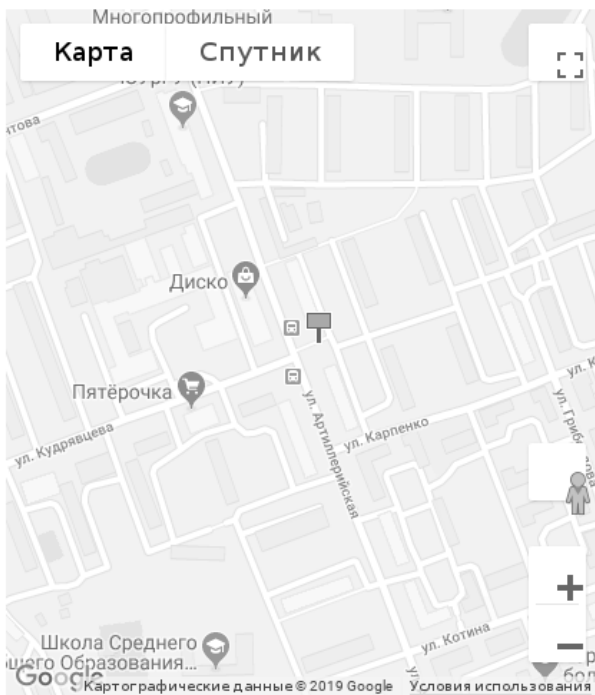 Многопрофильный
Карта
Спутник
Диско
Пятёрочка
ул. Кудрявцева
ул. Артиллерийская
ул. Карпенко
ул. Котина
Школа Среднего
Образования...
Google
Картографические данные © 2019 Google
Условия использования